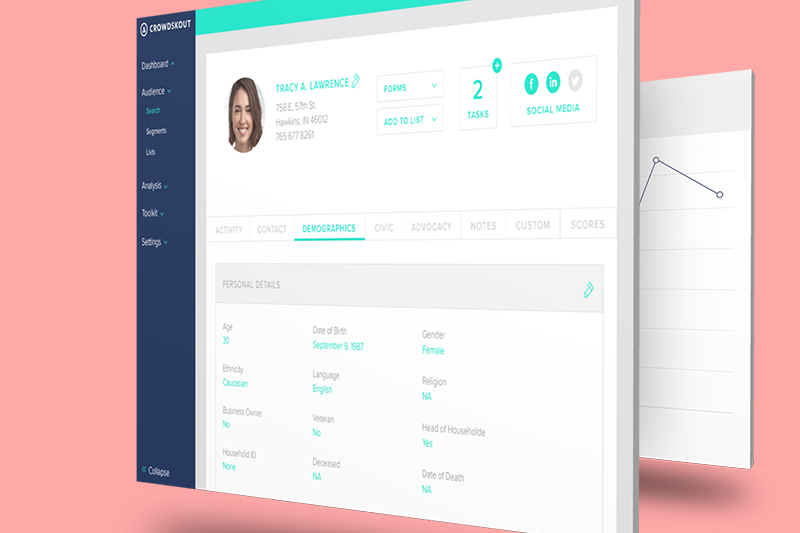 CROWDSKOUT
Dashboard
Audience
Search
Segments
Lists
Analysis
Toolkit
Settings
Collapse
TRACY A. LAWRENCE
758 E. 57th St.
Hawkins, IN 46012
765 677 8261
FORMS
ADD TO LIST
2
TASKS
SOCIAL MEDIA
ACTIVITY CONTACT DEMOGRAPHICS CIVIC ADVOCACY NOTES CUSTOM SCORES
PERSONAL DETAILS
Age Date of Birth Gender
30 September 9, 1987 Female
Ethnicity Language Religion
Caucasian English NA
Business Owner Veteran Head of Householde
No No Yes
Household ID Deceased Date of Death
None NA NA